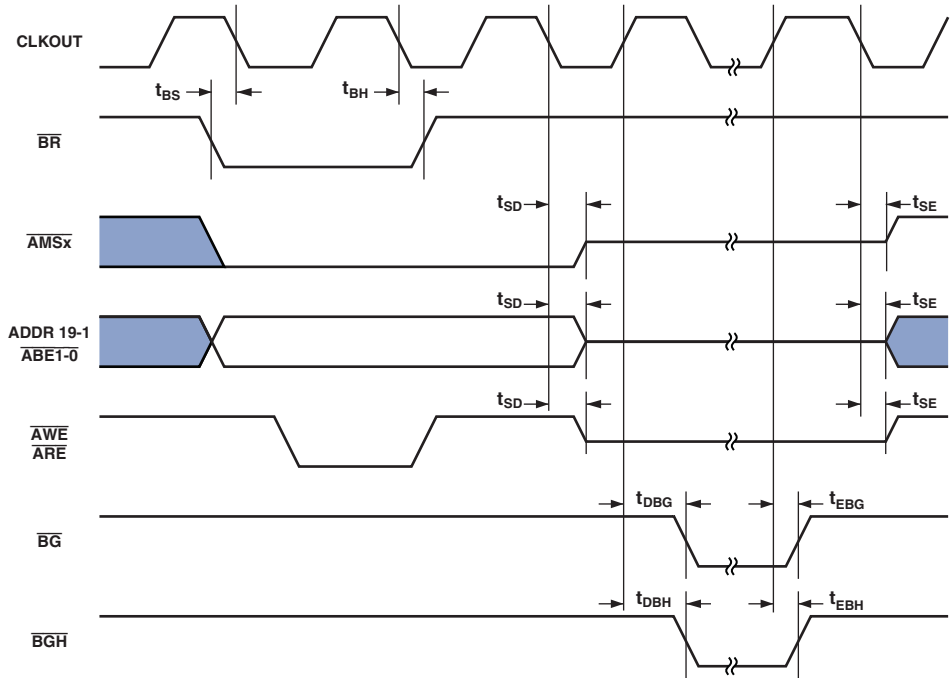 CLKOUT
tBS
tBH
BR
tSD
tSE
AMSx
tSD
tSE
ADDR 19-1
ABE1-0
tSD
tSE
AWE
ARE
tDBG
tEBG
BG
tDBH
tEBH
BGH